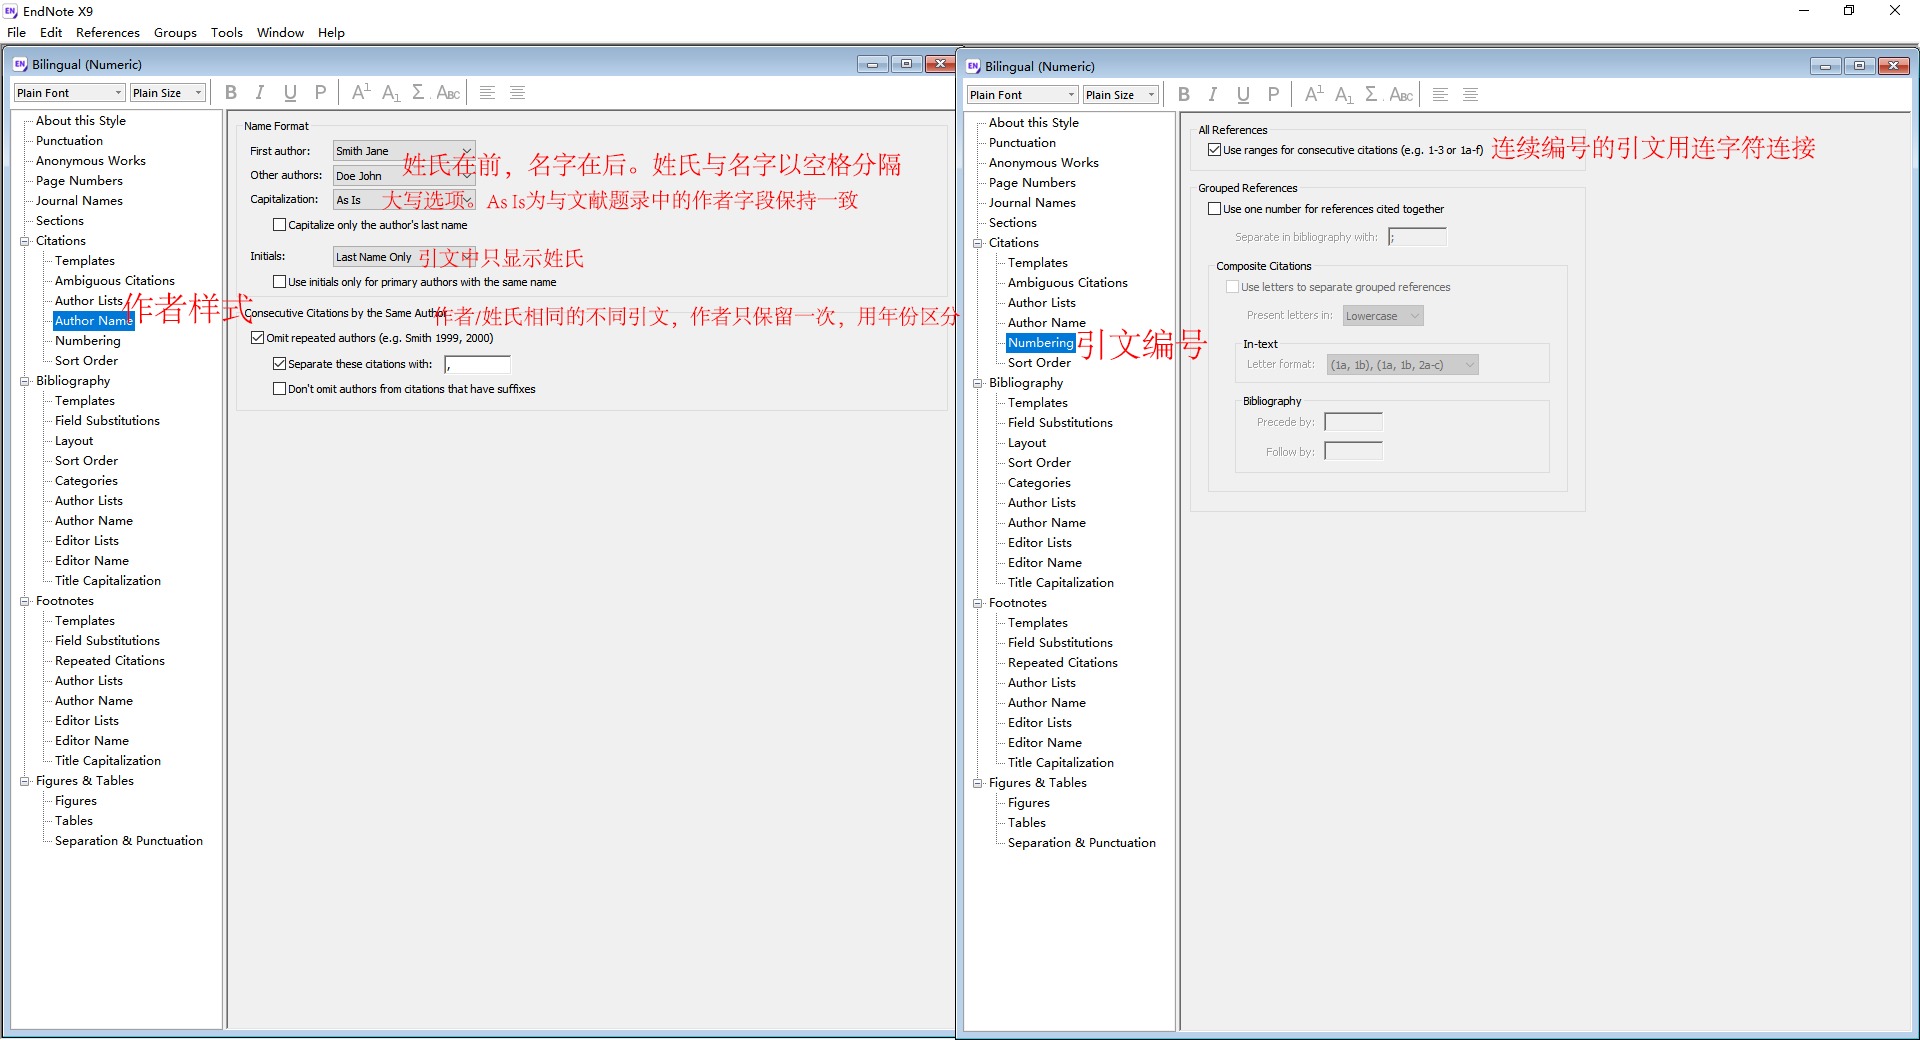 EndNote X9
File Edit References Groups Tools Window Help
Bilingual (Numeric)
Plain Font Plain Size B I U P A1 A1 Σ ABC
About this Style
Punctuation
Anonymous Works
Page Numbers
Journal Names
Sections
Citations
Templates
Ambiguous Citations
Author Lists
Author Name
作者样式
Numbering
Sort Order
Bibliography
Templates
Field Substitutions
Layout
Sort Order
Categories
Author Lists
Author Name
Editor Lists
Editor Name
Title Capitalization
Footnotes
Templates
Field Substitutions
Repeated Citations
Author Lists
Author Name
Editor Lists
Editor Name
Title Capitalization
Figures & Tables
Figures
Tables
Separation & Punctuation
Name Format
First author: Smith Jane
姓氏在前，名字在后。姓氏与名字以空格分隔
Other authors: Doe John
Capitalization: As Is
大写选项。As Is为与文献题录中的作者字段保持一致
Capitalize only the author's last name
Initials: Last Name Only
引文中只显示姓氏
Use initials only for primary authors with the same name
Consecutive Citations by the Same Author
作者/姓氏相同的不同引文，作者只保留一次，用年份区分
Omit repeated authors (e.g. Smith 1999, 2000)
Separate these citations with: ,
Don't omit authors from citations that have suffixes
Bilingual (Numeric)
Plain Font Plain Size B I U P A1 A1 Σ ABC
About this Style
Punctuation
Anonymous Works
Page Numbers
Journal Names
Sections
Citations
Templates
Ambiguous Citations
Author Lists
Author Name
Numbering
引文编号
Sort Order
Bibliography
Templates
Field Substitutions
Layout
Sort Order
Categories
Author Lists
Author Name
Editor Lists
Editor Name
Title Capitalization
Footnotes
Templates
Field Substitutions
Repeated Citations
Author Lists
Author Name
Editor Lists
Editor Name
Title Capitalization
Figures & Tables
Figures
Tables
Separation & Punctuation
All References
Use ranges for consecutive citations (e.g. 1-3 or 1a-f)
连续编号的引文用连字符连接
Grouped References
Use one number for references cited together
Separate in bibliography with: ;
Composite Citations
Use letters to separate grouped references
Present letters in: Lowercase
In-text
Letter format: (1a, 1b), (1a, 1b, 2a-c)
Bibliography
Precede by:
Follow by: